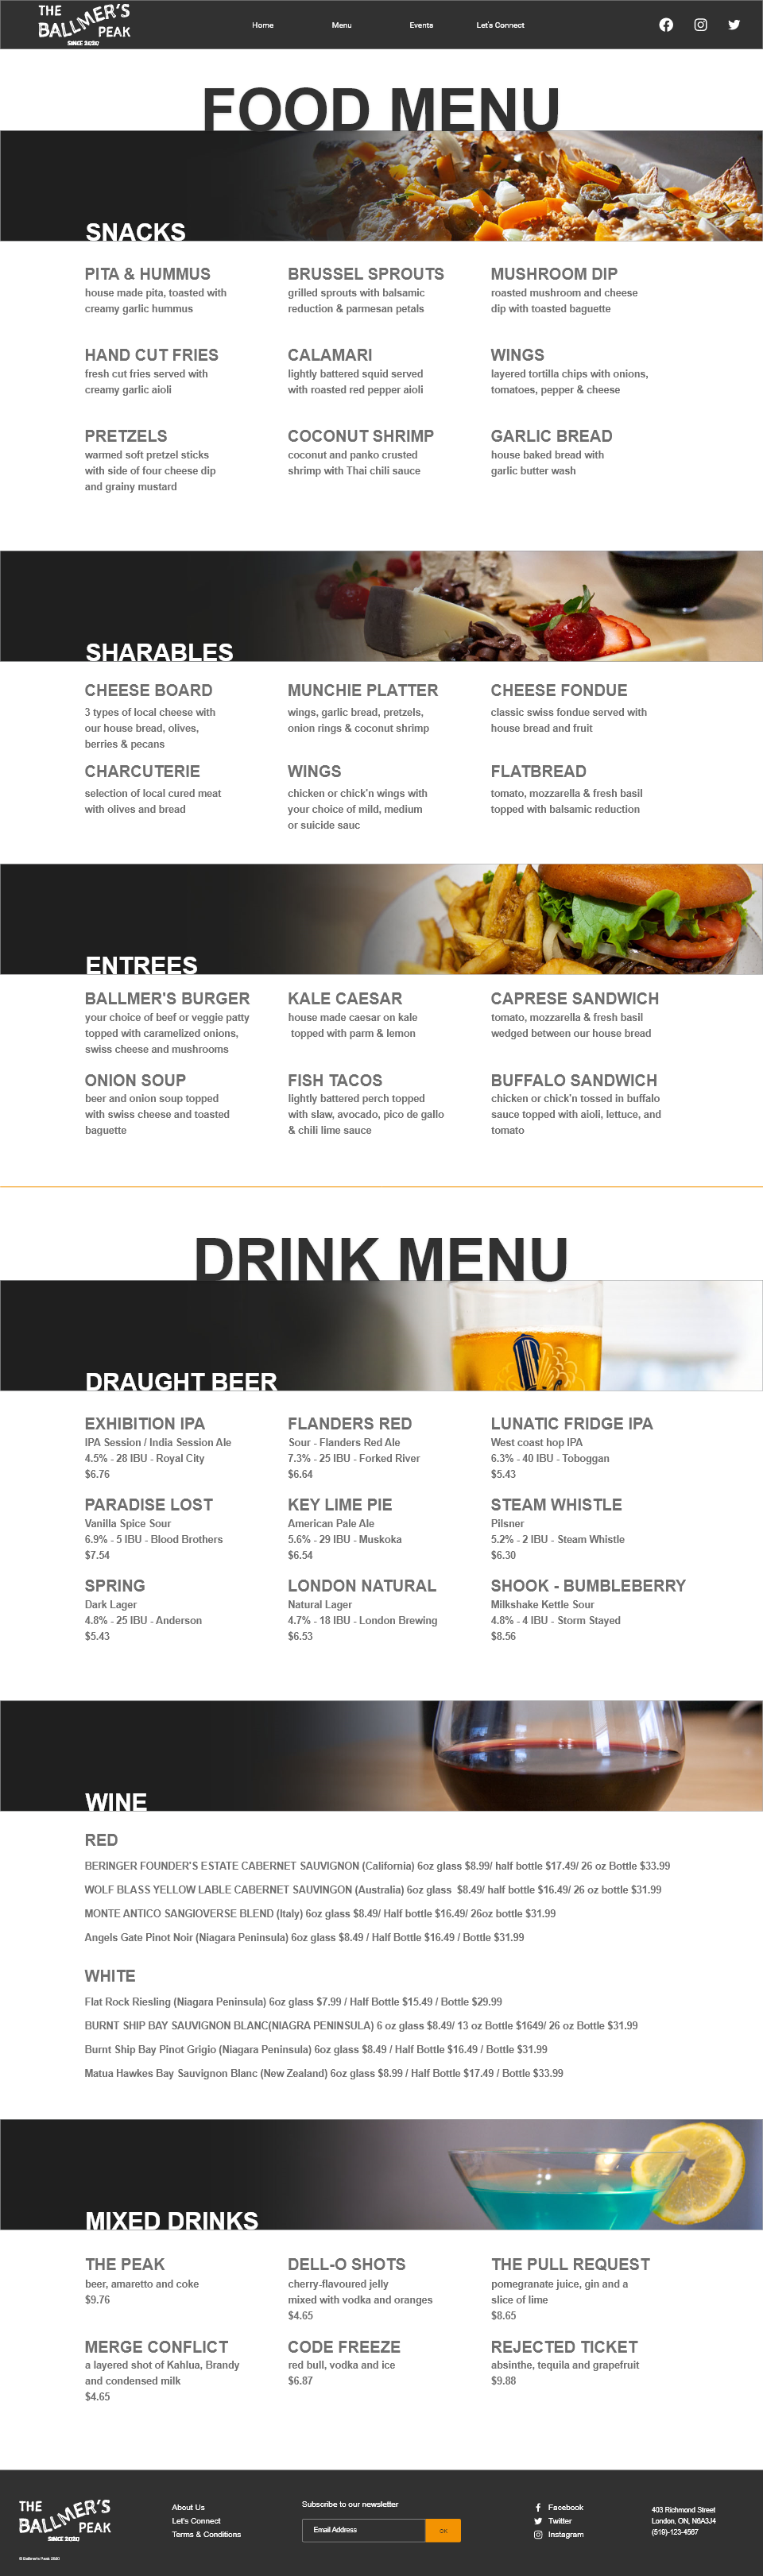 THE
BALLMER'S
PEAK
SINCE 2020
Home Menu Events Let's Connect
FOOD MENU
SNACKS
PITA & HUMMUS
house made pita, toasted with
creamy garlic hummus
BRUSSEL SPROUTS
grilled sprouts with balsamic
reduction & parmesan petals
MUSHROOM DIP
roasted mushroom and cheese
dip with toasted baguette
HAND CUT FRIES
fresh cut fries served with
creamy garlic aioli
CALAMARI
lightly battered squid served
with roasted red pepper aioli
WINGS
layered tortilla chips with onions,
tomatoes, pepper & cheese
PRETZELS
warmed soft pretzel sticks
with side of four cheese dip
and grainy mustard
COCONUT SHRIMP
coconut and panko crusted
shrimp with Thai chili sauce
GARLIC BREAD
house baked bread with
garlic butter wash
SHARABLES
CHEESE BOARD
3 types of local cheese with
our house bread, olives,
berries & pecans
MUNCHIE PLATTER
wings, garlic bread, pretzels,
onion rings & coconut shrimp
CHEESE FONDUE
classic swiss fondue served with
house bread and fruit
CHARCUTERIE
selection of local cured meat
with olives and bread
WINGS
chicken or chick'n wings with
your choice of mild, medium
or suicide sauc
FLATBREAD
tomato, mozzarella & fresh basil
topped with balsamic reduction
ENTREES
BALLMER'S BURGER
your choice of beef or veggie patty
topped with caramelized onions,
swiss cheese and mushrooms
KALE CAESAR
house made caesar on kale
topped with parm & lemon
CAPRESE SANDWICH
tomato, mozzarella & fresh basil
wedged between our house bread
ONION SOUP
beer and onion soup topped
with swiss cheese and toasted
baguette
FISH TACOS
lightly battered perch topped
with slaw, avocado, pico de gallo
& chili lime sauce
BUFFALO SANDWICH
chicken or chick'n tossed in buffalo
sauce topped with aioli, lettuce, and
tomato
DRINK MENU
DRAUGHT BEER
EXHIBITION IPA
IPA Session / India Session Ale
4.5% - 28 IBU - Royal City
$6.76
FLANDERS RED
Sour - Flanders Red Ale
7.3% - 25 IBU - Forked River
$6.64
LUNATIC FRIDGE IPA
West coast hop IPA
6.3% - 40 IBU - Toboggan
$5.43
PARADISE LOST
Vanilla Spice Sour
6.9% - 5 IBU - Blood Brothers
$7.54
KEY LIME PIE
American Pale Ale
5.6% - 29 IBU - Muskoka
$6.54
STEAM WHISTLE
Pilsner
5.2% - 2 IBU - Steam Whistle
$6.30
SPRING
Dark Lager
4.8% - 25 IBU - Anderson
$5.43
LONDON NATURAL
Natural Lager
4.7% - 18 IBU - London Brewing
$6.53
SHOOK - BUMBLEBERRY
Milkshake Kettle Sour
4.8% - 4 IBU - Storm Stayed
$8.56
WINE
RED
BERINGER FOUNDER'S ESTATE CABERNET SAUVIGNON (California) 6oz glass $8.99/ half bottle $17.49/ 26 oz Bottle $33.99
WOLF BLASS YELLOW LABLE CABERNET SAUVINGON (Australia) 6oz glass $8.49/ half bottle $16.49/ 26 oz bottle $31.99
MONTE ANTICO SANGIOVERSE BLEND (Italy) 6oz glass $8.49/ Half bottle $16.49/ 26oz bottle $31.99
Angels Gate Pinot Noir (Niagara Peninsula) 6oz glass $8.49 / Half Bottle $16.49 / Bottle $31.99
WHITE
Flat Rock Riesling (Niagara Peninsula) 6oz glass $7.99 / Half Bottle $15.49 / Bottle $29.99
BURNT SHIP BAY SAUVIGNON BLANC(NIAGRA PENINSULA) 6 oz glass $8.49/ 13 oz Bottle $1649/ 26 oz Bottle $31.99
Burnt Ship Bay Pinot Grigio (Niagara Peninsula) 6oz glass $8.49 / Half Bottle $16.49 / Bottle $31.99
Matua Hawkes Bay Sauvignon Blanc (New Zealand) 6oz glass $8.99 / Half Bottle $17.49 / Bottle $33.99
MIXED DRINKS
THE PEAK
beer, amaretto and coke
$9.76
DELL-O SHOTS
cherry-flavoured jelly
mixed with vodka and oranges
$4.65
THE PULL REQUEST
pomegranate juice, gin and a
slice of lime
$8.65
MERGE CONFLICT
a layered shot of Kahlua, Brandy
and condensed milk
$4.65
CODE FREEZE
red bull, vodka and ice
$6.87
REJECTED TICKET
absinthe, tequila and grapefruit
$9.88
THE
BALLMER'S
PEAK
SINCE 2020
© Ballmer's Peak 2020
About Us
Let's Connect
Terms & Conditions
Subscribe to our newsletter
Email Address
OK
Facebook
Twitter
Instagram
403 Richmond Street
London, ON, N6A3J4
(519)-123-4567